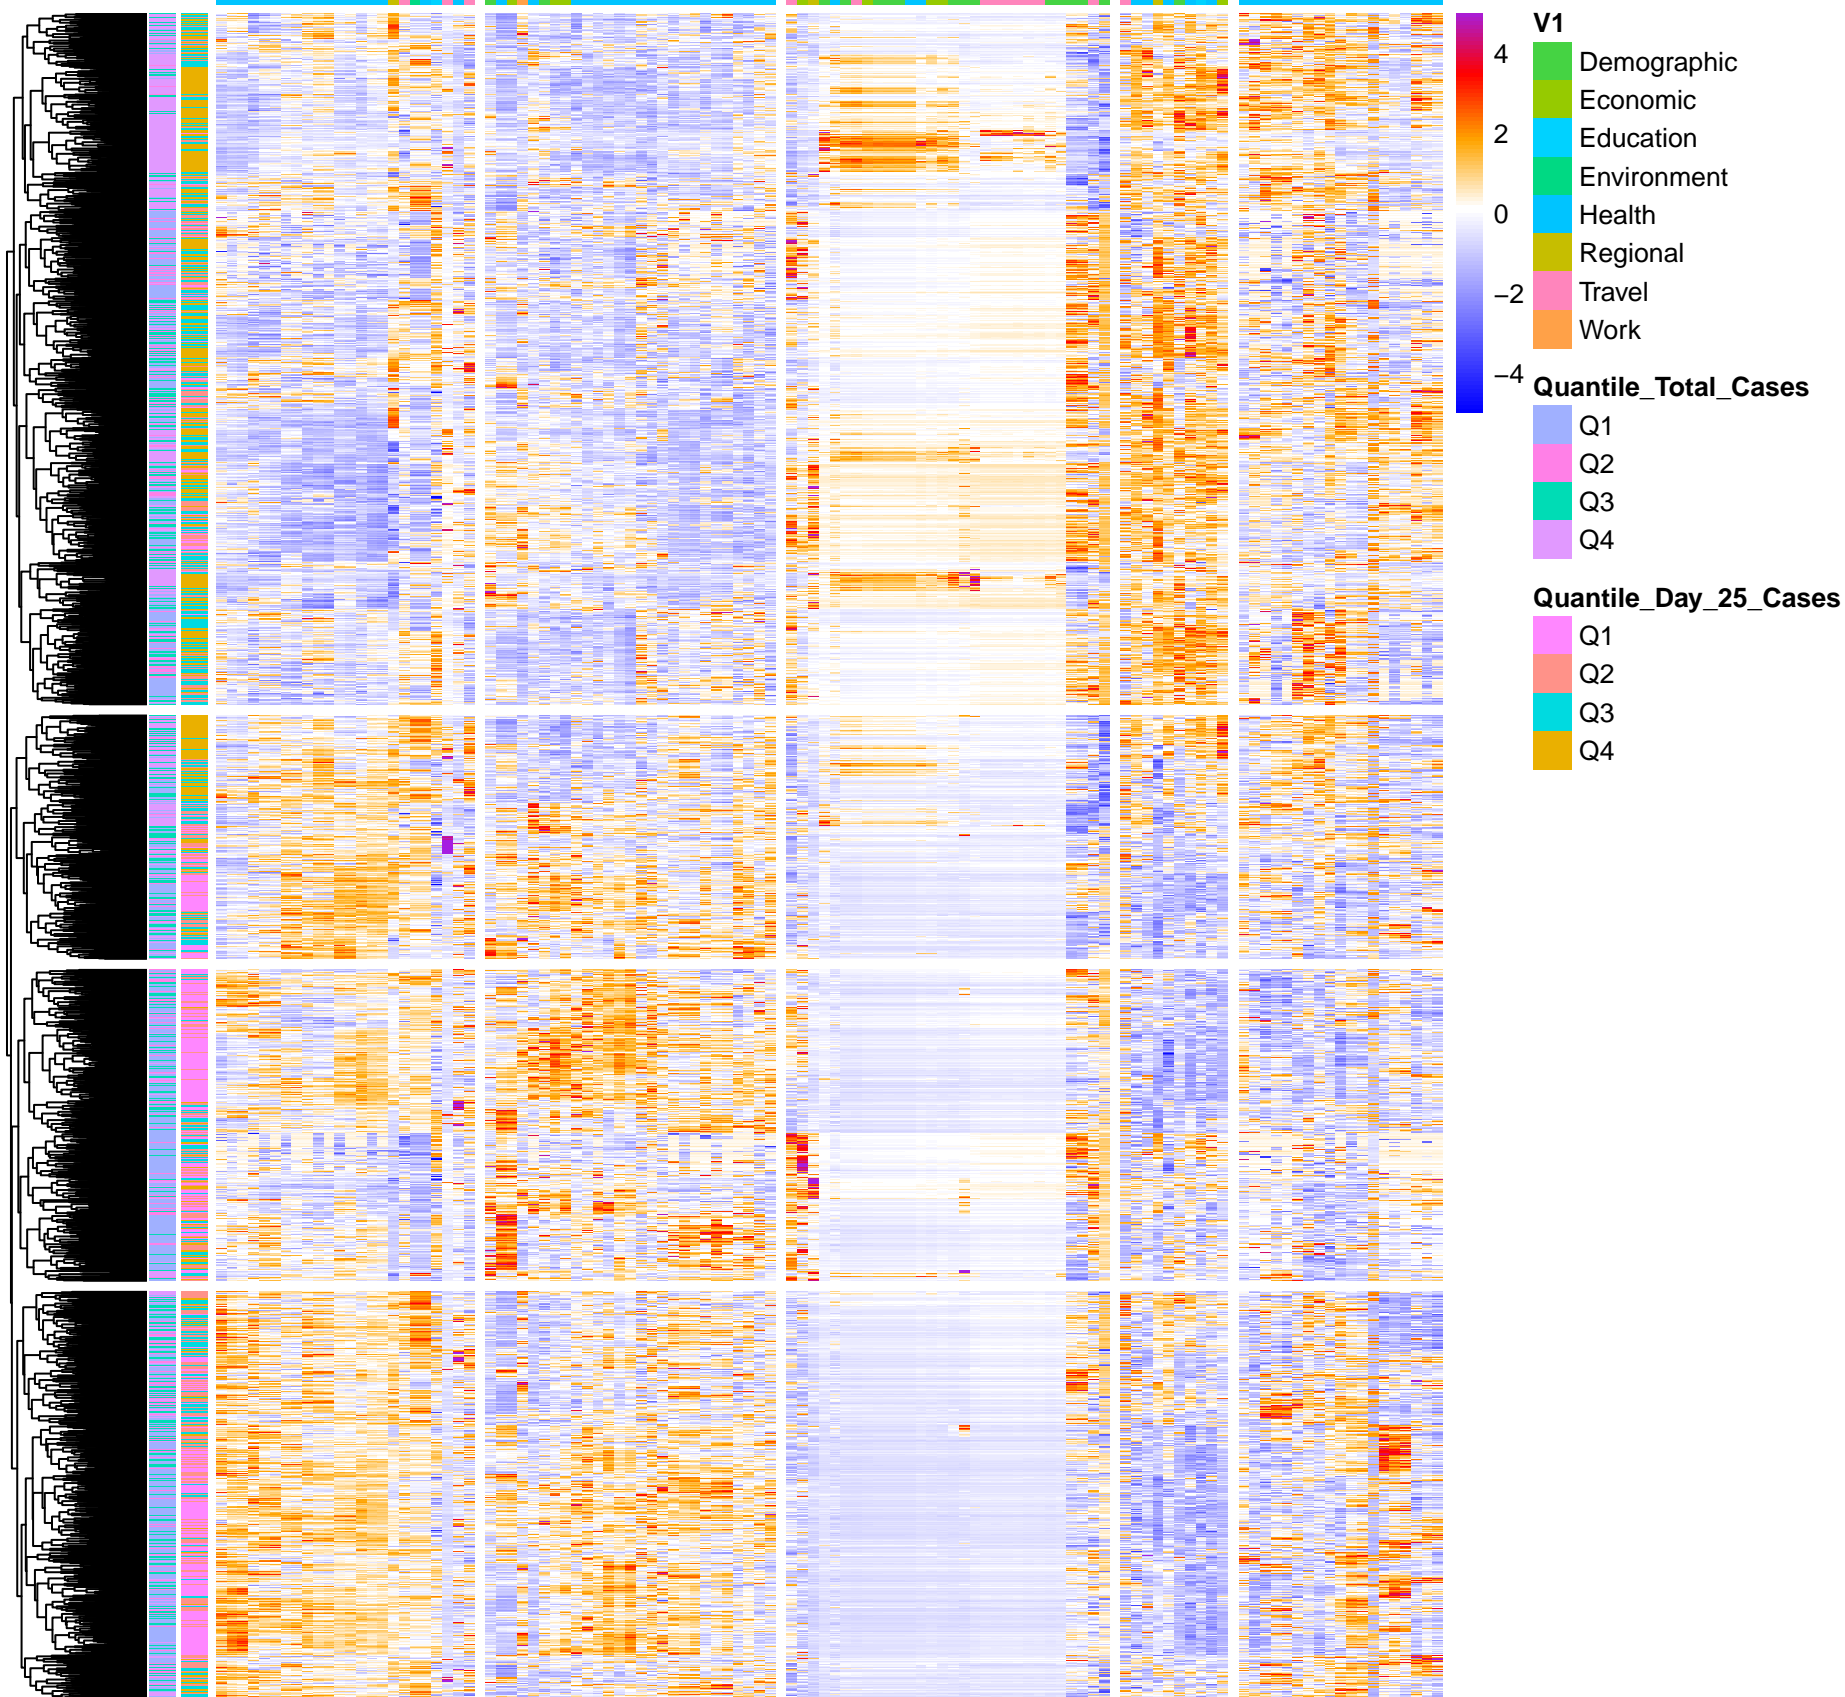 4
2
0
−2
−4
V1
Demographic
Economic
Education
Environment
Health
Regional
Travel
Work
Quantile_Total_Cases
Q1
Q2
Q3
Q4
Quantile_Day_25_Cases
Q1
Q2
Q3
Q4